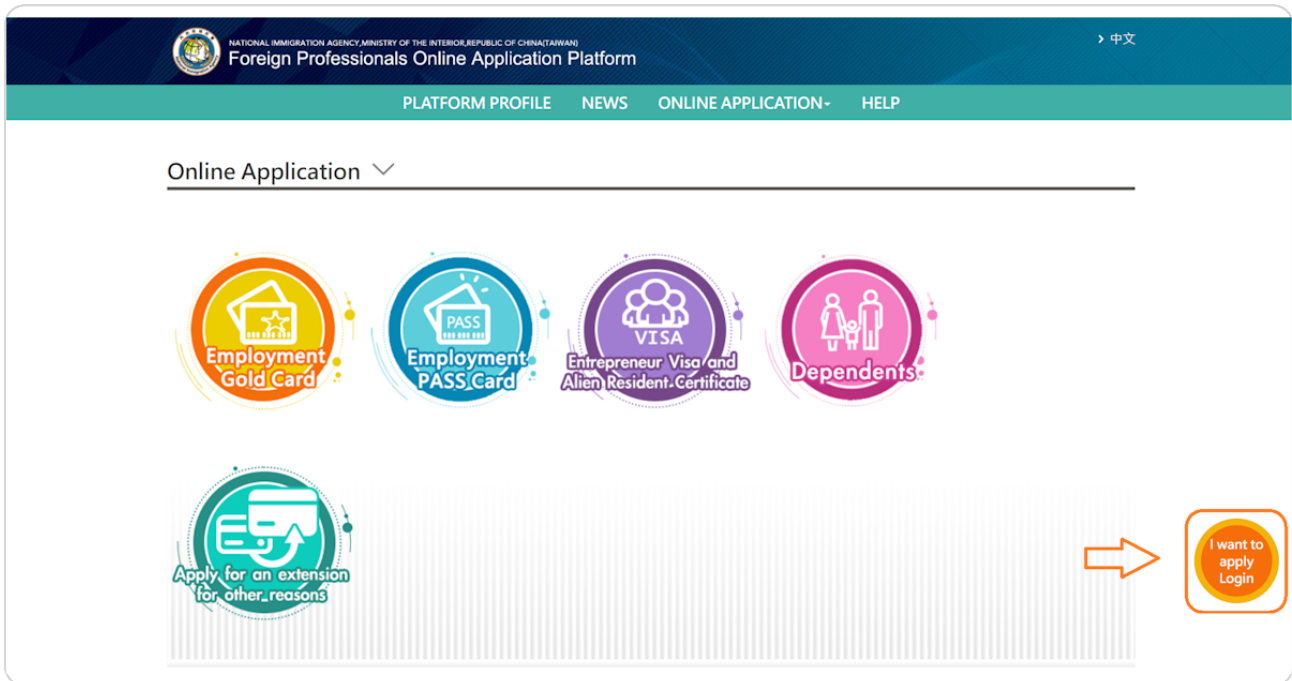 NATIONAL IMMIGRATION AGENCY,MINISTRY OF THE INTERIOR,REPUBLIC OF CHINA(TAIWAN)
Foreign Professionals Online Application Platform
中文
PLATFORM PROFILE NEWS ONLINE APPLICATION HELP
Online Application
Employment
Gold Card
PASS
Employment
PASS Card
VISA
Entrepreneur Visa and
Alien Resident Certificate
Dependents
Apply for an extension
for other reasons
I want to
apply
Login